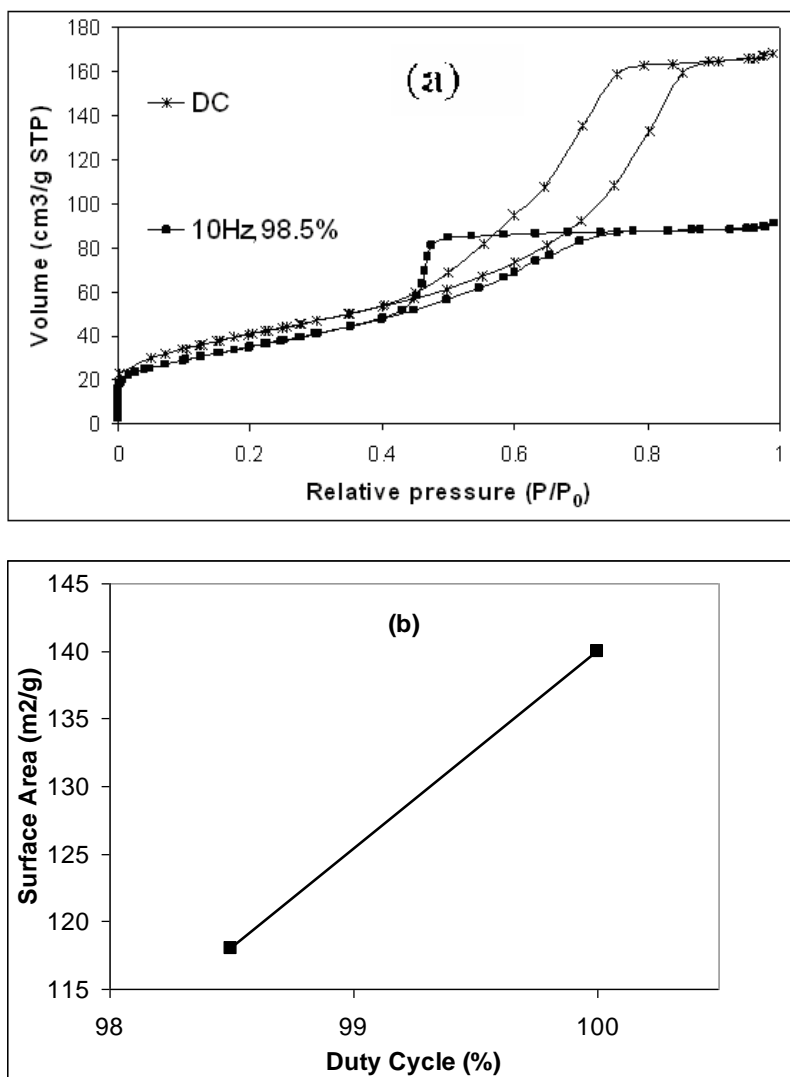 (a)
DC
10Hz,98.5%
Volume (cm3/g STP)
180
160
140
120
100
80
60
40
20
0
0 0.2 0.4 0.6 0.8 1
Relative pressure (P/P₀)
(b)
Surface Area (m2/g)
145
140
135
130
125
120
115
98 99 100
Duty Cycle (%)